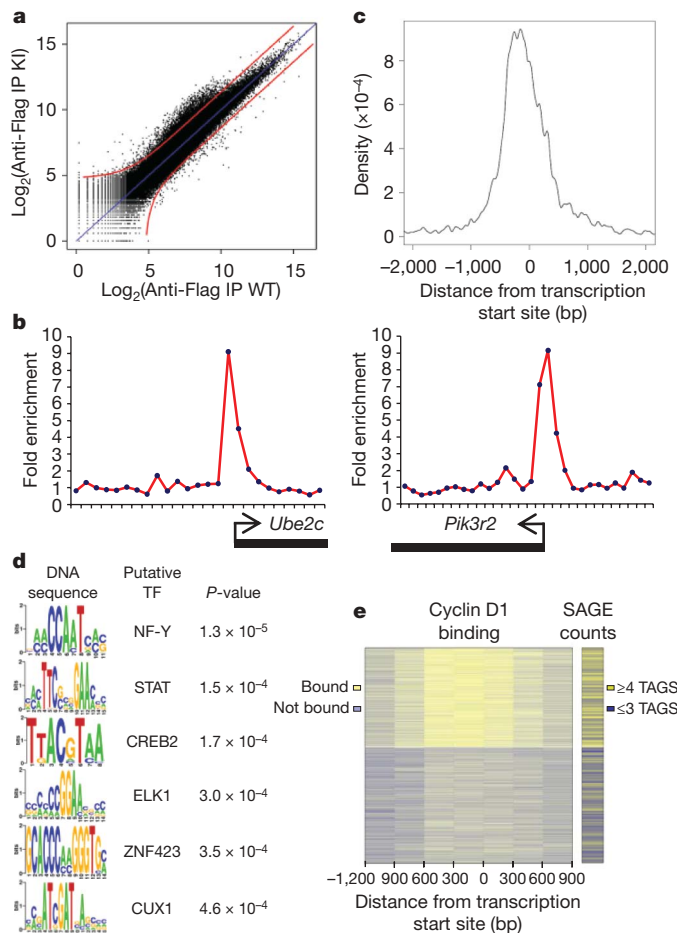 a
Log₂(Anti-Flag IP KI)
15
10
5
0
0 5 10 15
Log₂(Anti-Flag IP WT)
c
Density (×10⁻⁴)
8
6
4
2
0
−2,000 −1,000 0 1,000 2,000
Distance from transcription
start site (bp)
b
Fold enrichment
10
9
8
7
6
5
4
3
2
1
0
Ube2c
Fold enrichment
10
9
8
7
6
5
4
3
2
1
0
Pik3r2
d
DNA sequence
Putative TF
P-value
NF-Y 1.3 × 10⁻⁵
STAT 1.5 × 10⁻⁴
CREB2 1.7 × 10⁻⁴
ELK1 3.0 × 10⁻⁴
ZNF423 3.5 × 10⁻⁴
CUX1 4.6 × 10⁻⁴
e
Cyclin D1 binding
SAGE counts
Bound
Not bound
≥4 TAGS
≤3 TAGS
−1,200 900 600 300 0 300 600 900
Distance from transcription
start site (bp)